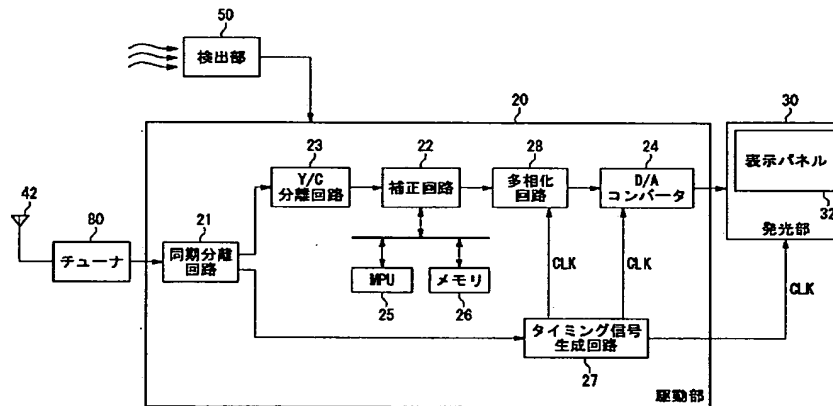 50
検出部
20
30
23
22
28
24
Y/C
分離回路
補正回路
多相化
回路
D/A
コンバータ
表示パネル
32
発光部
42
80
チューナ
21
同期分離
回路
MPU
25
メモリ
26
CLK
CLK
CLK
タイミング信号
生成回路
27
駆動部